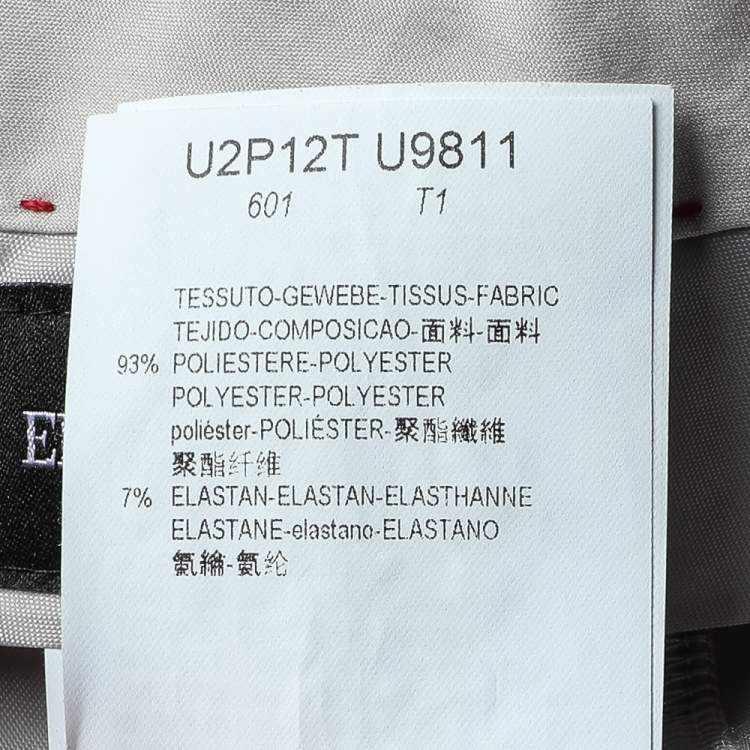 U2P12T U9811
601 T1
TESSUTO-GEWEBE-TISSUS-FABRIC
TEJIDO-COMPOSICAO-面料-面料
93% POLIESTERE-POLYESTER
POLYESTER-POLYESTER
poliéster-POLIÉSTER-聚酯纖維
聚酯纤维
7% ELASTAN-ELASTAN-ELASTHANNE
ELASTANE-elastano-ELASTANO
氨綸-氨纶